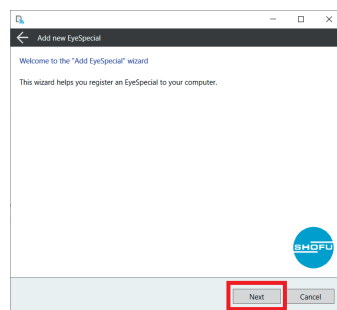 Add new EyeSpecial
Welcome to the "Add EyeSpecial" wizard
This wizard helps you register an EyeSpecial to your computer.
SHOFU
Next
Cancel